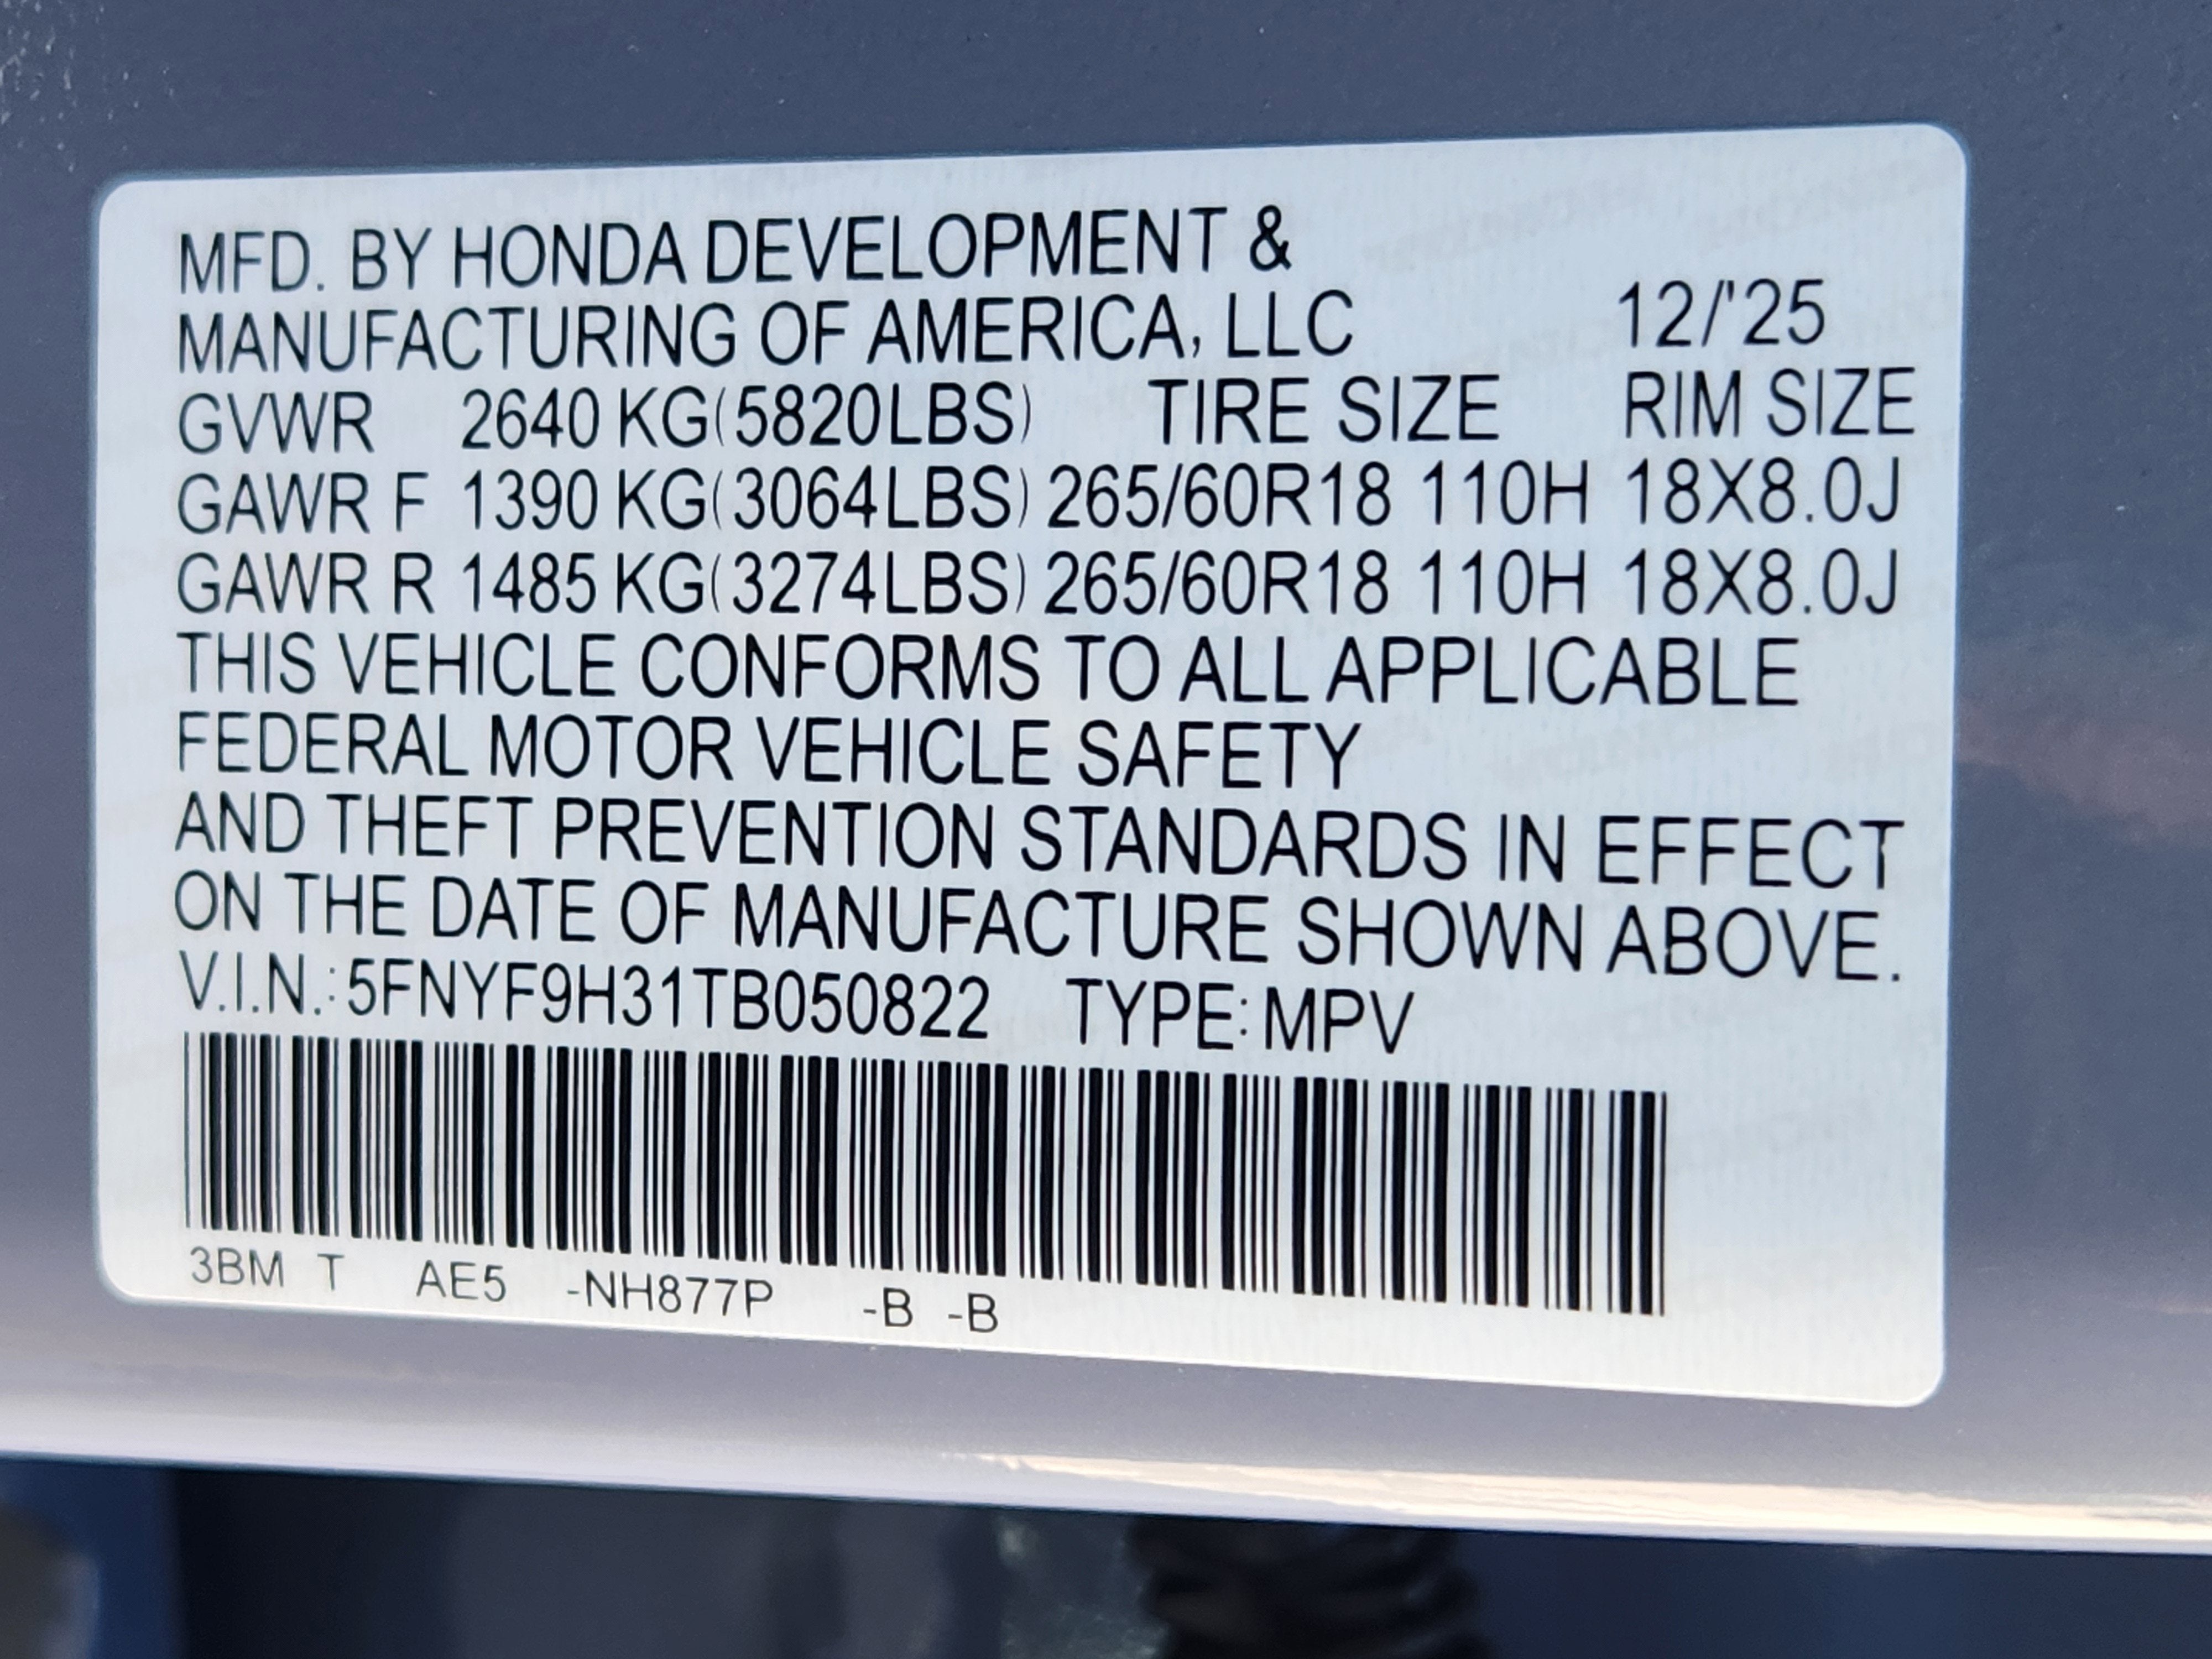 MFD. BY HONDA DEVELOPMENT &
MANUFACTURING OF AMERICA, LLC 12/'25
GVWR 2640 KG(5820LBS) TIRE SIZE RIM SIZE
GAWR F 1390 KG(3064LBS) 265/60R18 110H 18X8.0J
GAWR R 1485 KG(3274LBS) 265/60R18 110H 18X8.0J
THIS VEHICLE CONFORMS TO ALL APPLICABLE
FEDERAL MOTOR VEHICLE SAFETY
AND THEFT PREVENTION STANDARDS IN EFFECT
ON THE DATE OF MANUFACTURE SHOWN ABOVE.
V.I.N.: 5FNYF9H31TB050822 TYPE: MPV
3BM T AE5 -NH877P -B -B